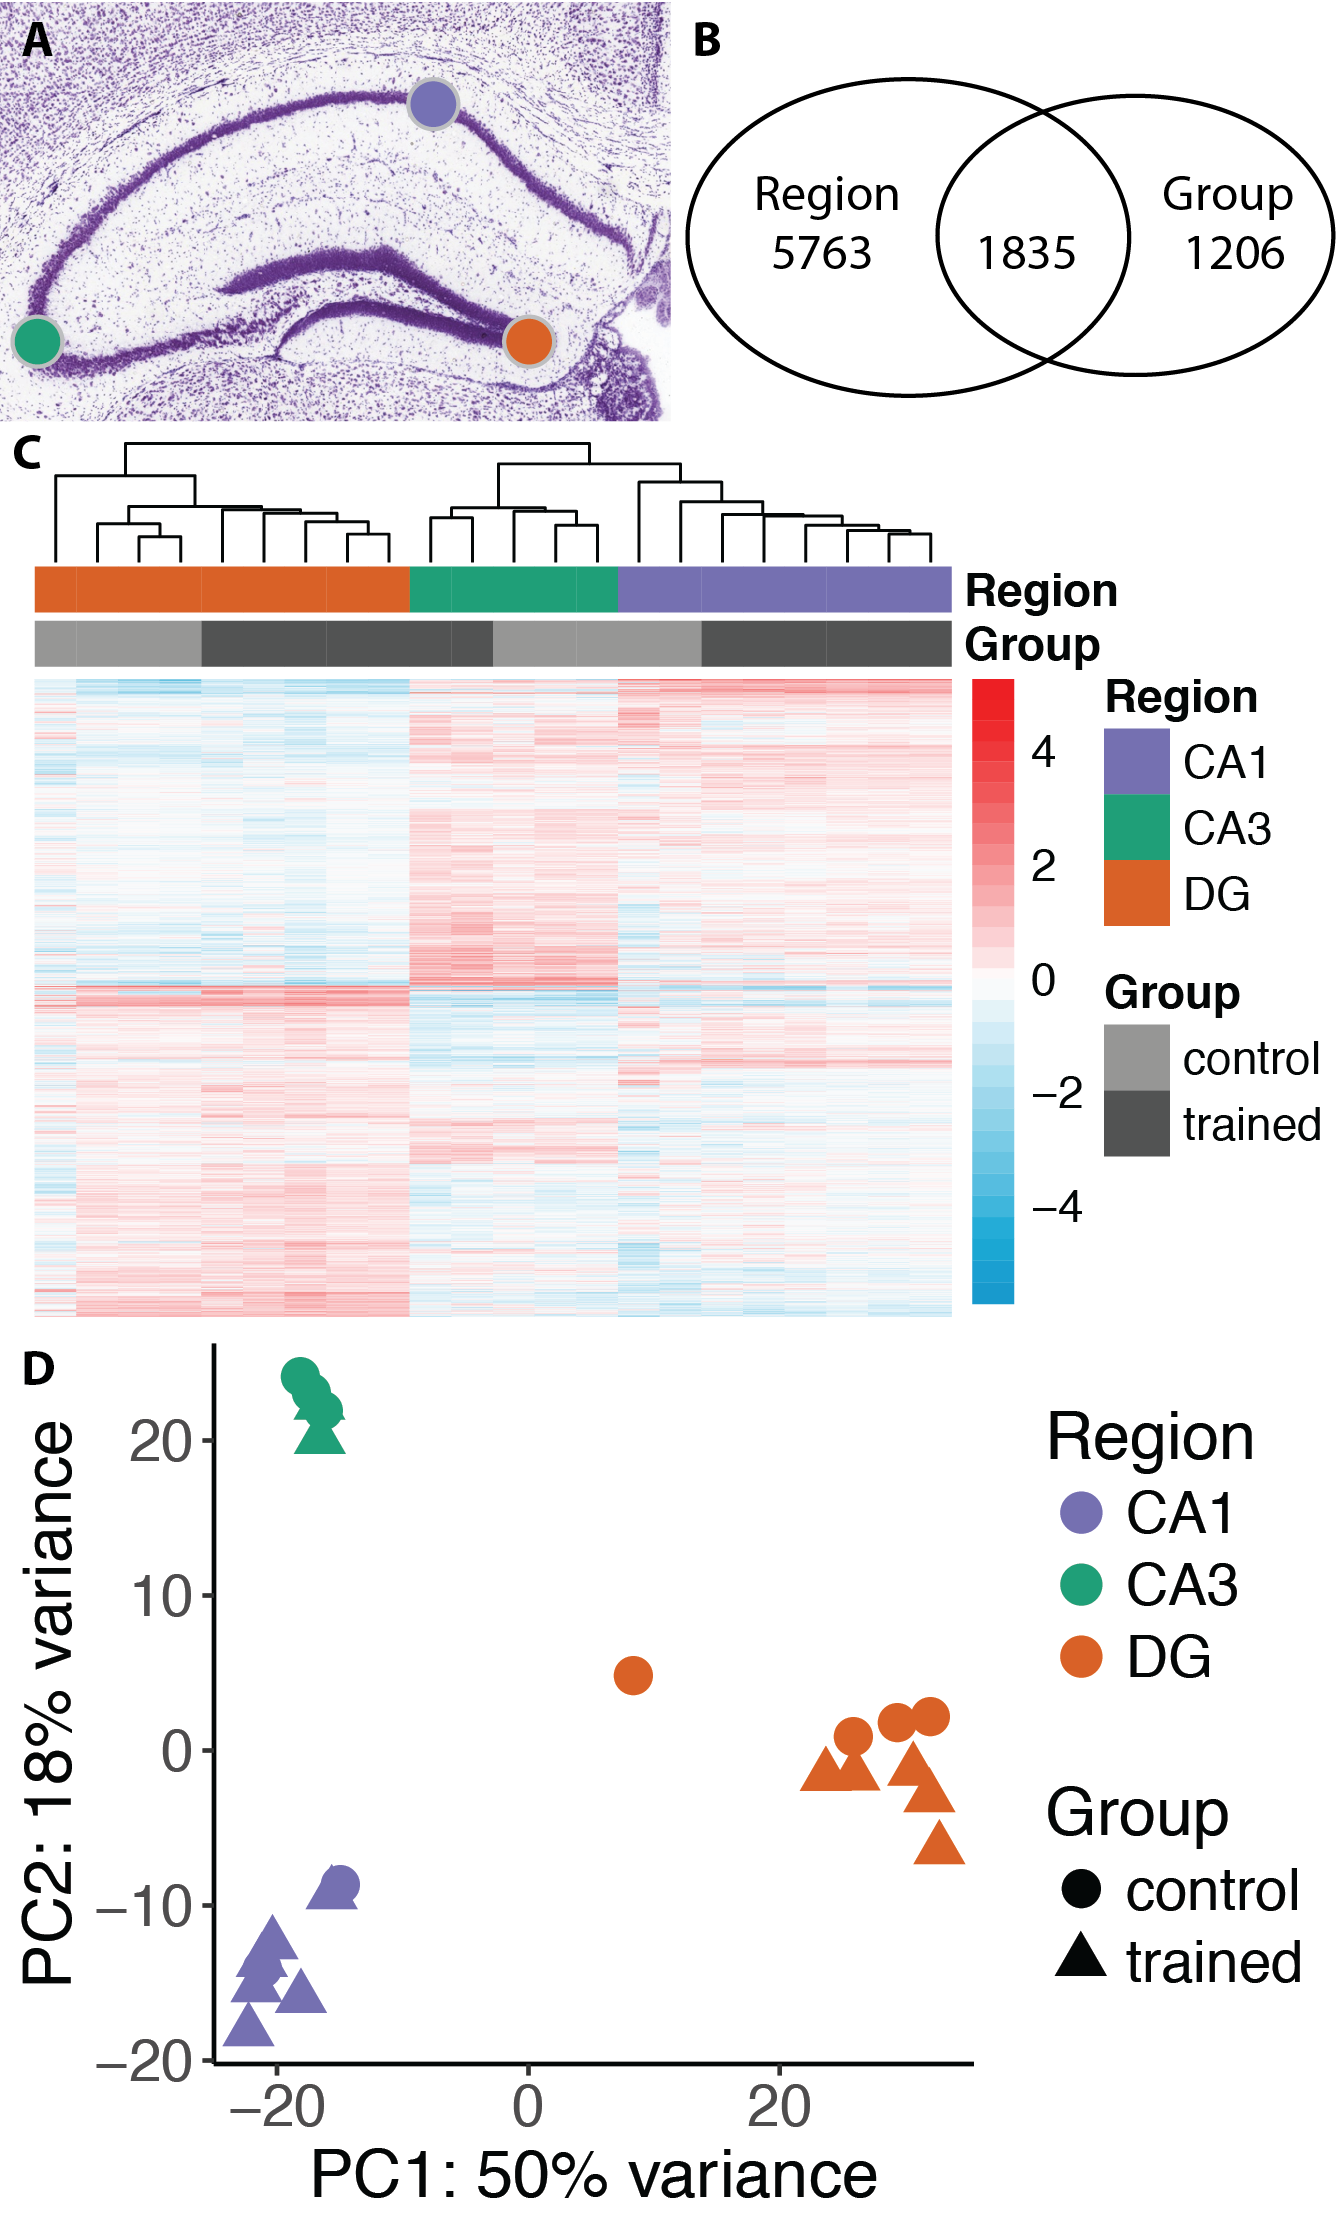 A
B
Region
5763
1835
Group
1206
C
Region
Group
4
2
0
−2
−4
Region
CA1
CA3
DG
Group
control
trained
D
PC2: 18% variance
20
10
0
−10
−20
−20
0
20
PC1: 50% variance
Region
CA1
CA3
DG
Group
control
trained